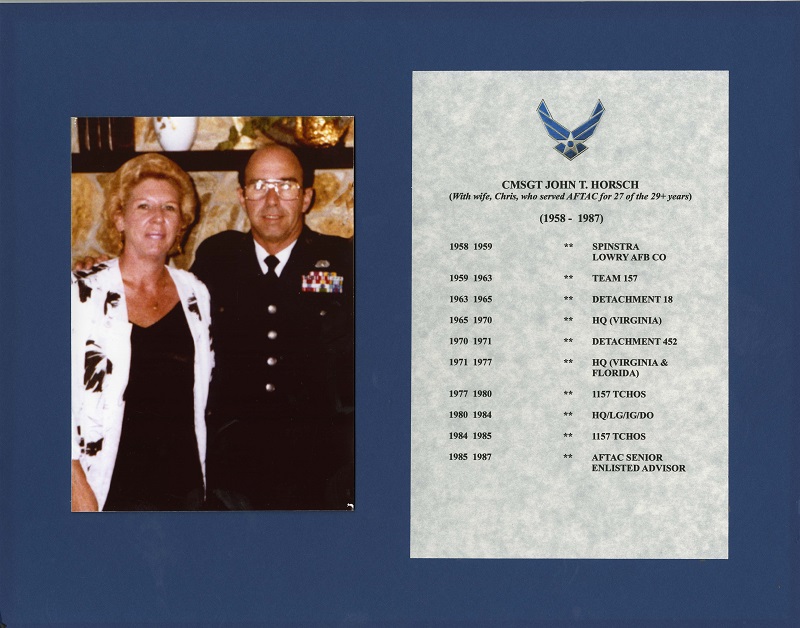 CMSGT JOHN T. HORSCH
(With wife, Chris, who served AFTAC for 27 of the 29+ years)
(1958 - 1987)
1958 1959 ** SPINSTRA
LOWRY AFB CO
1959 1963 ** TEAM 157
1963 1965 ** DETACHMENT 18
1965 1970 ** HQ (VIRGINIA)
1970 1971 ** DETACHMENT 452
1971 1977 ** HQ (VIRGINIA &
FLORIDA)
1977 1980 ** 1157 TCHOS
1980 1984 ** HQ/LG/IG/DO
1984 1985 ** 1157 TCHOS
1985 1987 ** AFTAC SENIOR
ENLISTED ADVISOR